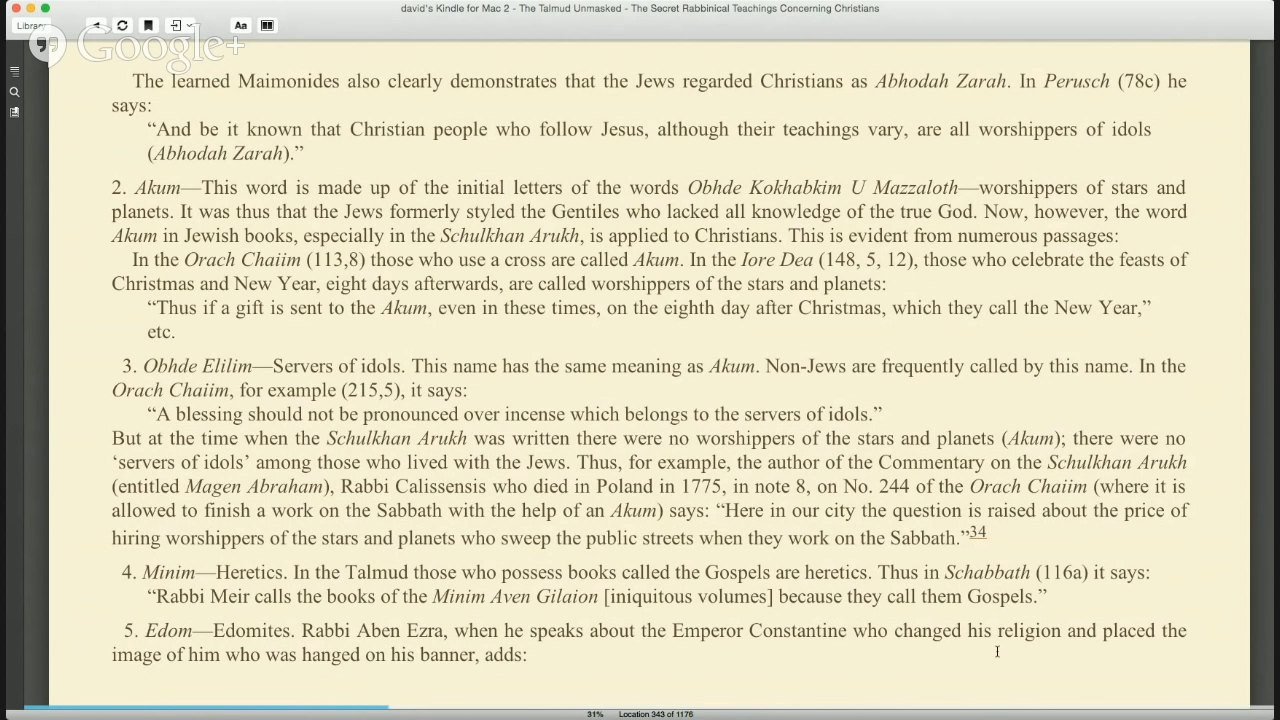 david's Kindle for Mac 2 - The Talmud Unmasked - The Secret Rabbinical Teachings Concerning Christians
Library
Aa
Google+
The learned Maimonides also clearly demonstrates that the Jews regarded Christians as Abhodah Zarah. In Perusch (78c) he
says:
“And be it known that Christian people who follow Jesus, although their teachings vary, are all worshippers of idols
(Abhodah Zarah).”
2. Akum—This word is made up of the initial letters of the words Obhde Kokhabkim U Mazzaloth—worshippers of stars and
planets. It was thus that the Jews formerly styled the Gentiles who lacked all knowledge of the true God. Now, however, the word
Akum in Jewish books, especially in the Schulkhan Arukh, is applied to Christians. This is evident from numerous passages:
In the Orach Chaiim (113,8) those who use a cross are called Akum. In the Iore Dea (148, 5, 12), those who celebrate the feasts of
Christmas and New Year, eight days afterwards, are called worshippers of the stars and planets:
“Thus if a gift is sent to the Akum, even in these times, on the eighth day after Christmas, which they call the New Year,”
etc.
3. Obhde Elilim—Servers of idols. This name has the same meaning as Akum. Non-Jews are frequently called by this name. In the
Orach Chaiim, for example (215,5), it says:
“A blessing should not be pronounced over incense which belongs to the servers of idols.”
But at the time when the Schulkhan Arukh was written there were no worshippers of the stars and planets (Akum); there were no
‘servers of idols’ among those who lived with the Jews. Thus, for example, the author of the Commentary on the Schulkhan Arukh
(entitled Magen Abraham), Rabbi Calissensis who died in Poland in 1775, in note 8, on No. 244 of the Orach Chaiim (where it is
allowed to finish a work on the Sabbath with the help of an Akum) says: “Here in our city the question is raised about the price of
hiring worshippers of the stars and planets who sweep the public streets when they work on the Sabbath.”34
4. Minim—Heretics. In the Talmud those who possess books called the Gospels are heretics. Thus in Schabbath (116a) it says:
“Rabbi Meir calls the books of the Minim Aven Gilaion [iniquitous volumes] because they call them Gospels.”
5. Edom—Edomites. Rabbi Aben Ezra, when he speaks about the Emperor Constantine who changed his religion and placed the
image of him who was hanged on his banner, adds:
31% Location 343 of 1176